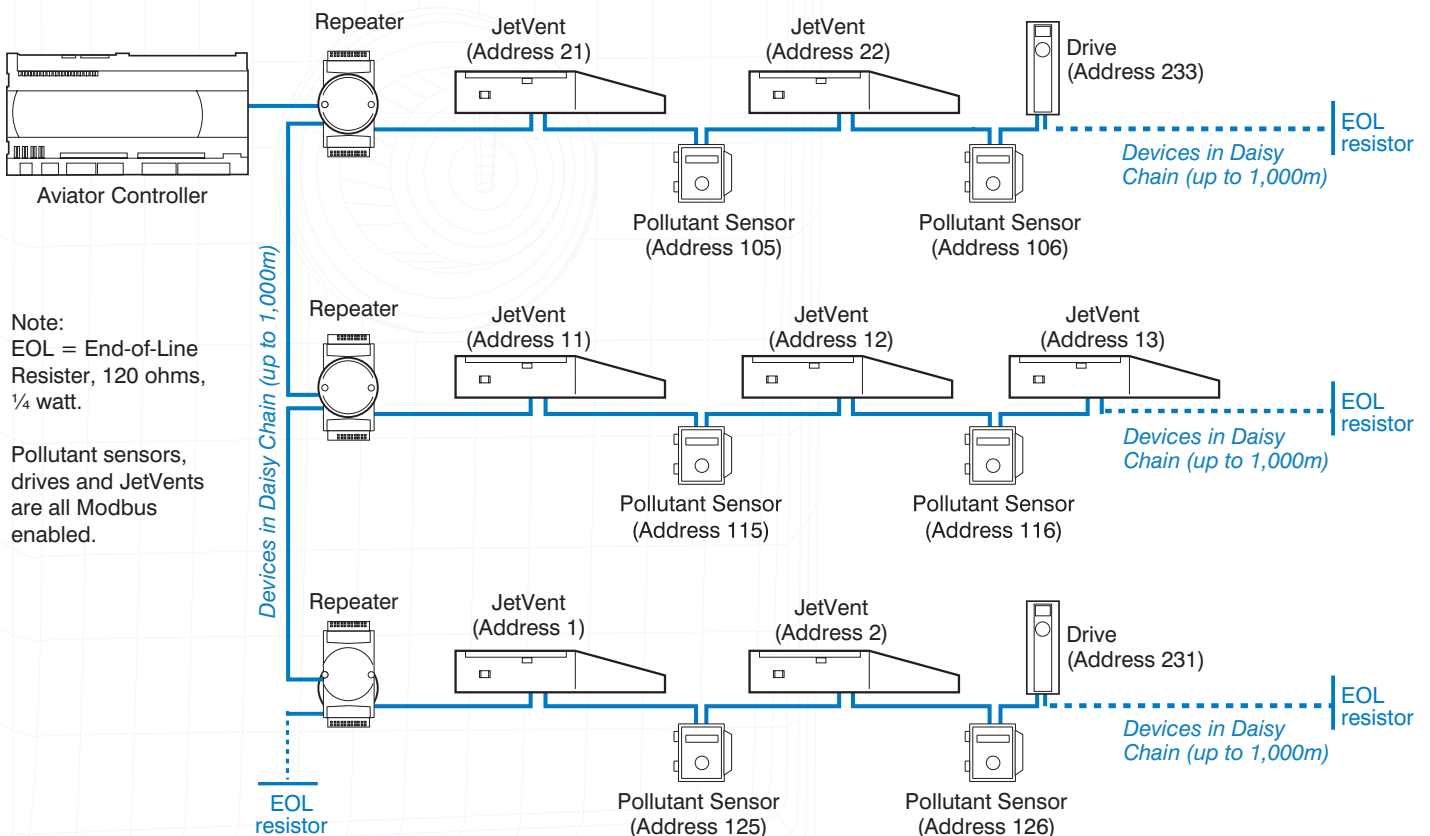 Repeater
JetVent
(Address 21)
JetVent
(Address 22)
Drive
(Address 233)
EOL
resistor
Devices in Daisy
Chain (up to 1,000m)
Aviator Controller
Pollutant Sensor
(Address 105)
Pollutant Sensor
(Address 106)
Devices in Daisy Chain (up to 1,000m)
Note:
EOL = End-of-Line
Resister, 120 ohms,
¼ watt.
Pollutant sensors,
drives and JetVents
are all Modbus
enabled.
Repeater
JetVent
(Address 11)
JetVent
(Address 12)
JetVent
(Address 13)
EOL
resistor
Devices in Daisy
Chain (up to 1,000m)
Pollutant Sensor
(Address 115)
Pollutant Sensor
(Address 116)
Repeater
JetVent
(Address 1)
JetVent
(Address 2)
Drive
(Address 231)
EOL
resistor
Devices in Daisy
Chain (up to 1,000m)
EOL
resistor
Pollutant Sensor
(Address 125)
Pollutant Sensor
(Address 126)